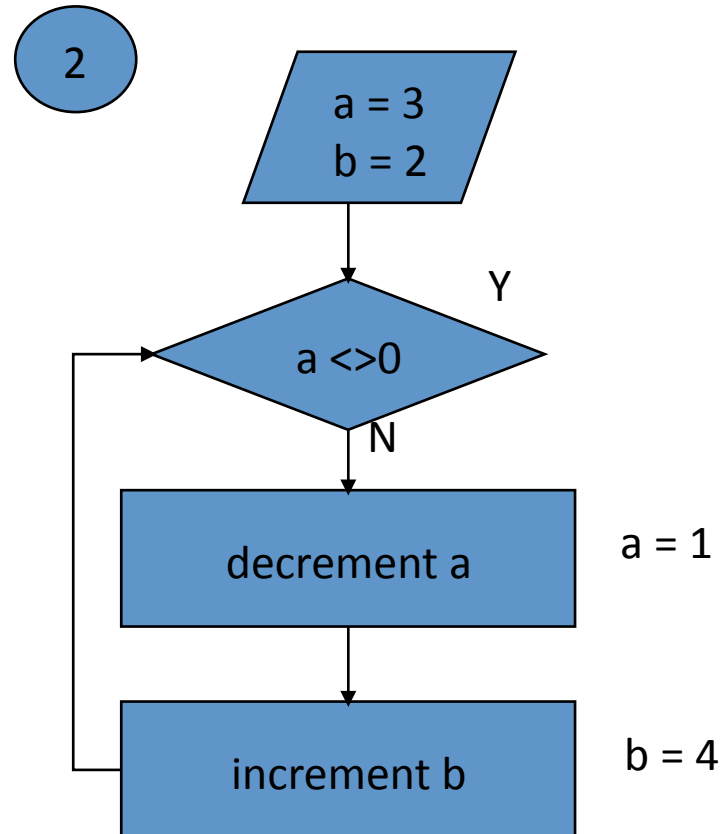 2
a = 3
b = 2
Y
a <>0
N
decrement a
a = 1
increment b
b = 4